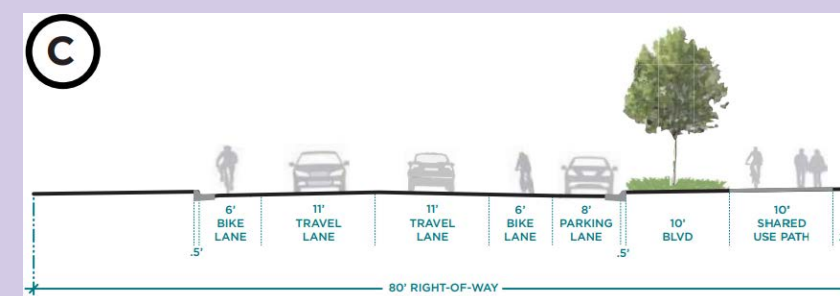 C
6' 11' 11' 6' 8' 10' 10'
BIKE TRAVEL TRAVEL BIKE PARKING BLVD SHARED
LANE LANE LANE LANE LANE USE PATH
.5' .5'
80' RIGHT-OF-WAY